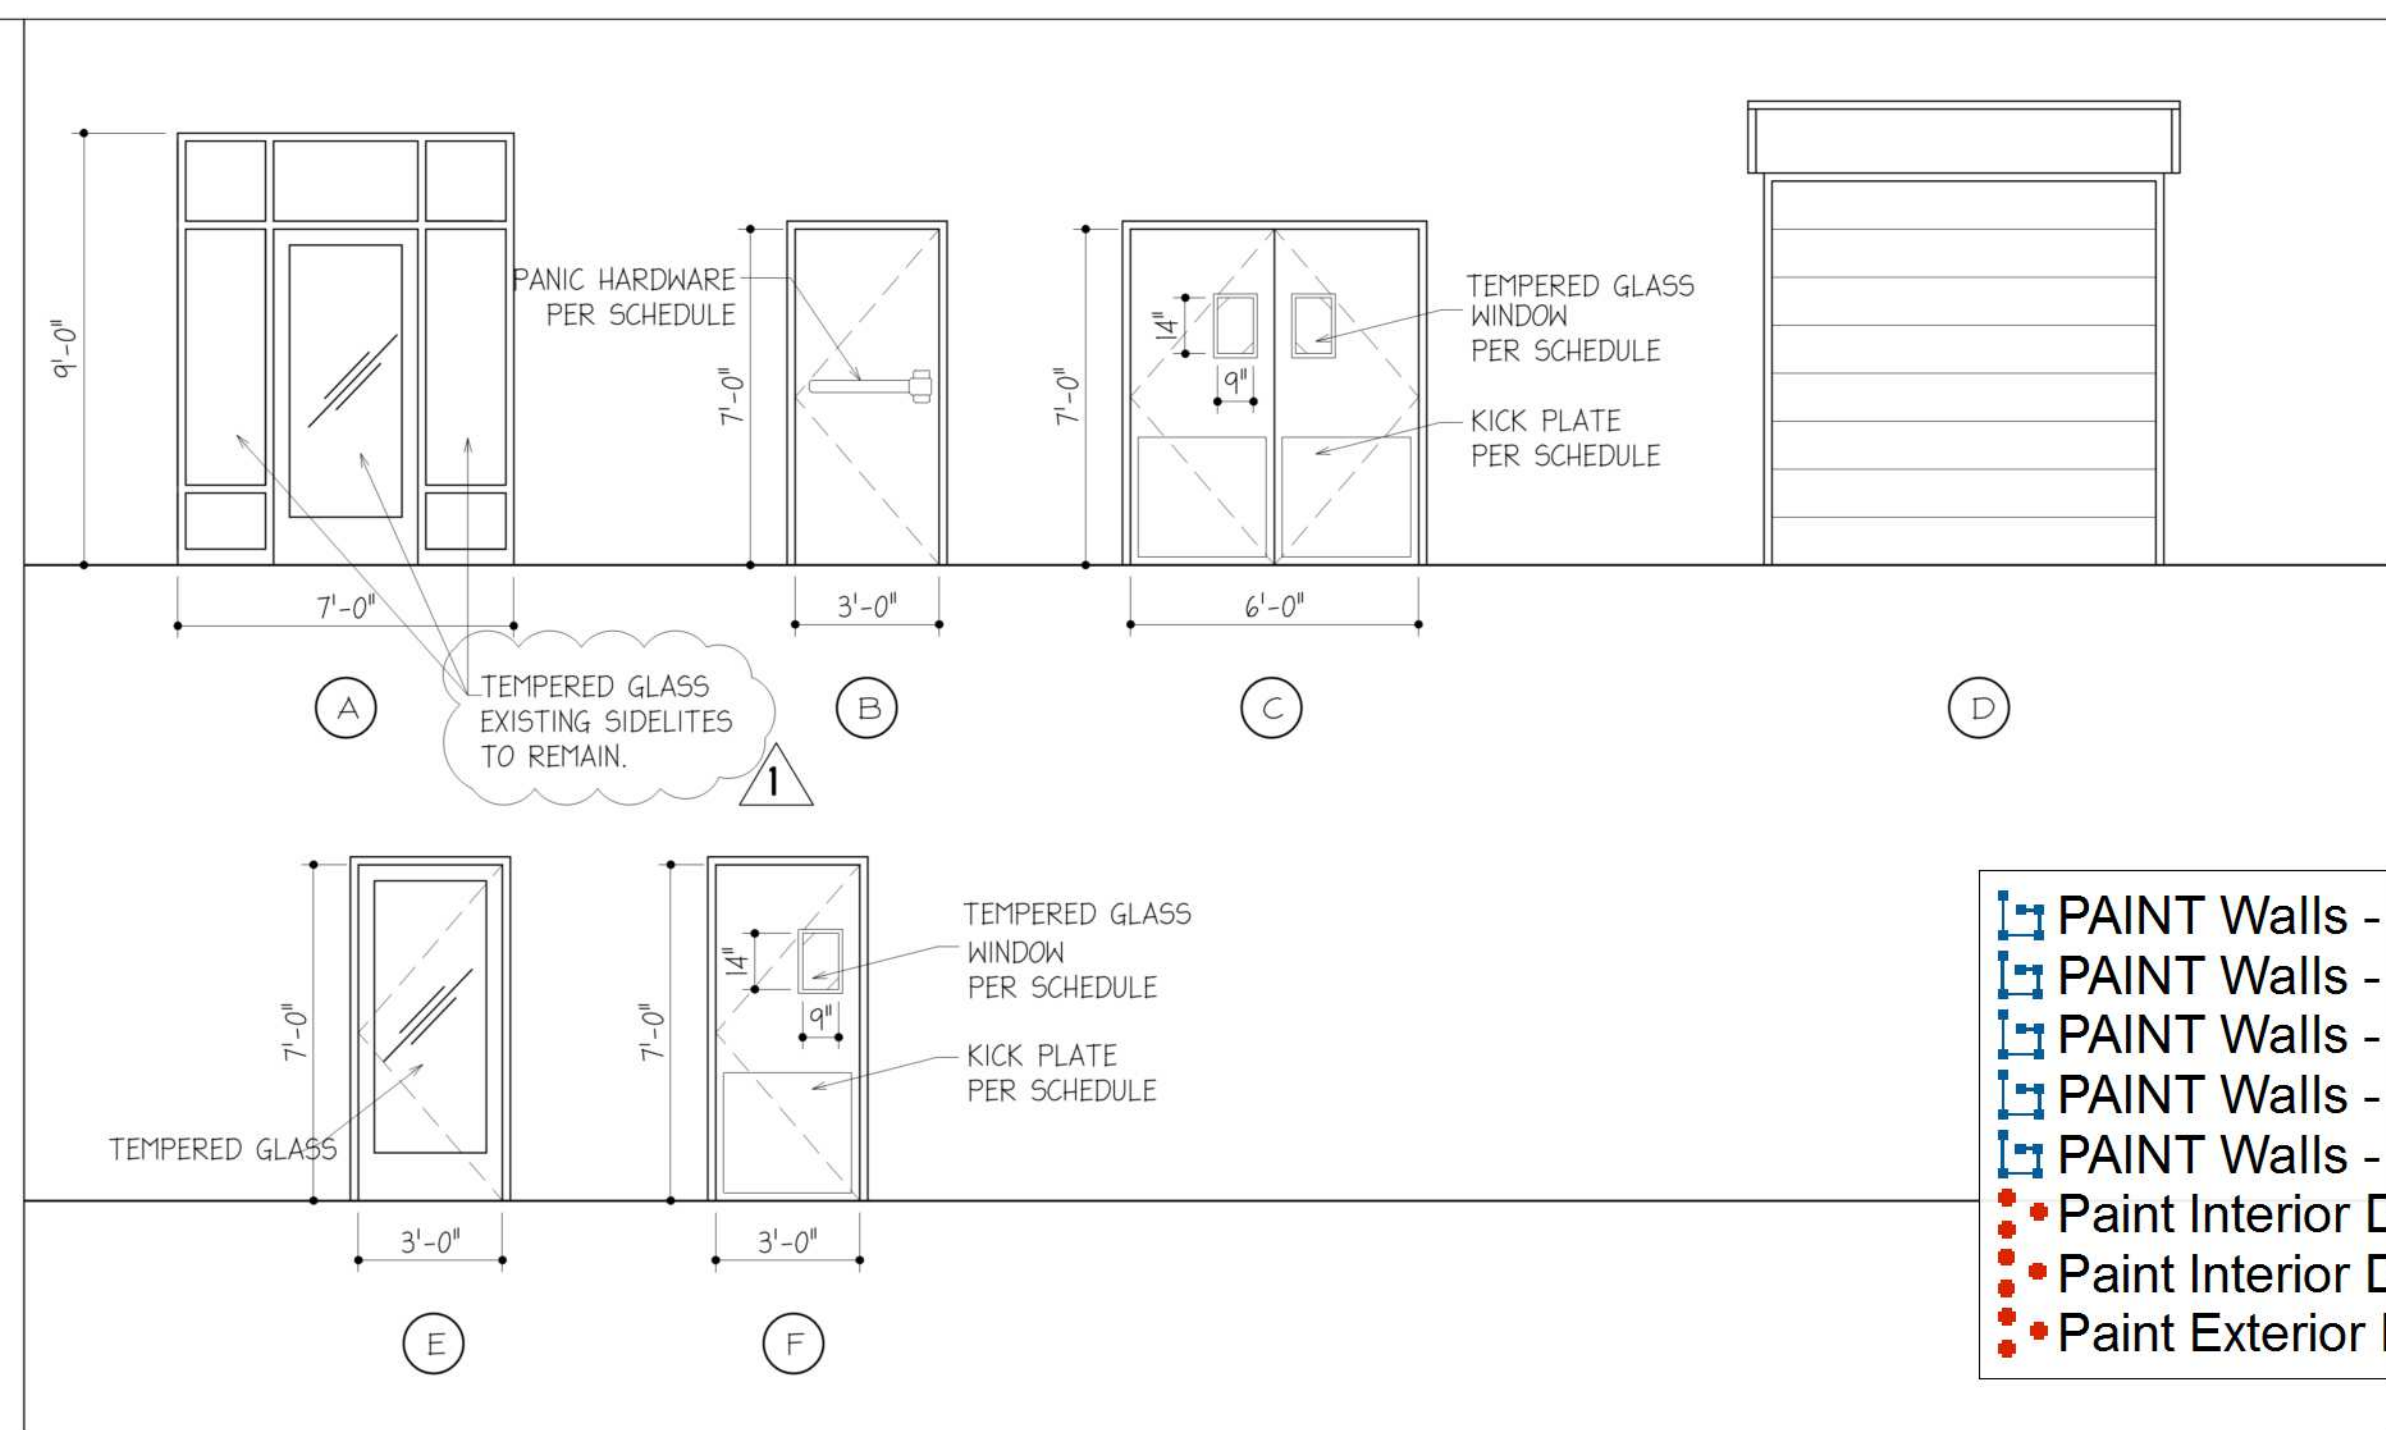 9'-0"
PANIC HARDWARE
PER SCHEDULE
7'-0"
7'-0"
14"
9"
TEMPERED GLASS
WINDOW
PER SCHEDULE
KICK PLATE
PER SCHEDULE
7'-0"
3'-0"
6'-0"
A
B
C
D
TEMPERED GLASS
EXISTING SIDELITES
TO REMAIN.
1
7'-0"
TEMPERED GLASS
7'-0"
14"
9"
TEMPERED GLASS
WINDOW
PER SCHEDULE
KICK PLATE
PER SCHEDULE
3'-0"
3'-0"
E
F
PAINT Walls -
PAINT Walls -
PAINT Walls -
PAINT Walls -
PAINT Walls -
Paint Interior
Paint Interior
Paint Exterior